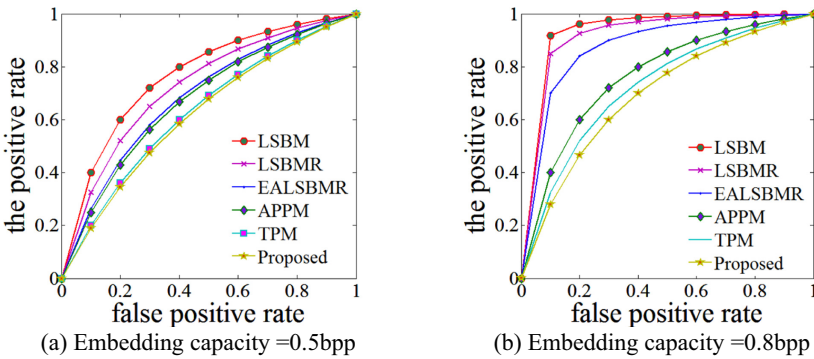 1
0.8
0.6
0.4
0.2
0
0 0.2 0.4 0.6 0.8 1
the positive rate
false positive rate
LSBM
LSBMR
EALSBMR
APPM
TPM
Proposed
(a) Embedding capacity =0.5bpp
1
0.8
0.6
0.4
0.2
0
0 0.2 0.4 0.6 0.8 1
the positive rate
false positive rate
LSBM
LSBMR
EALSBMR
APPM
TPM
Proposed
(b) Embedding capacity =0.8bpp